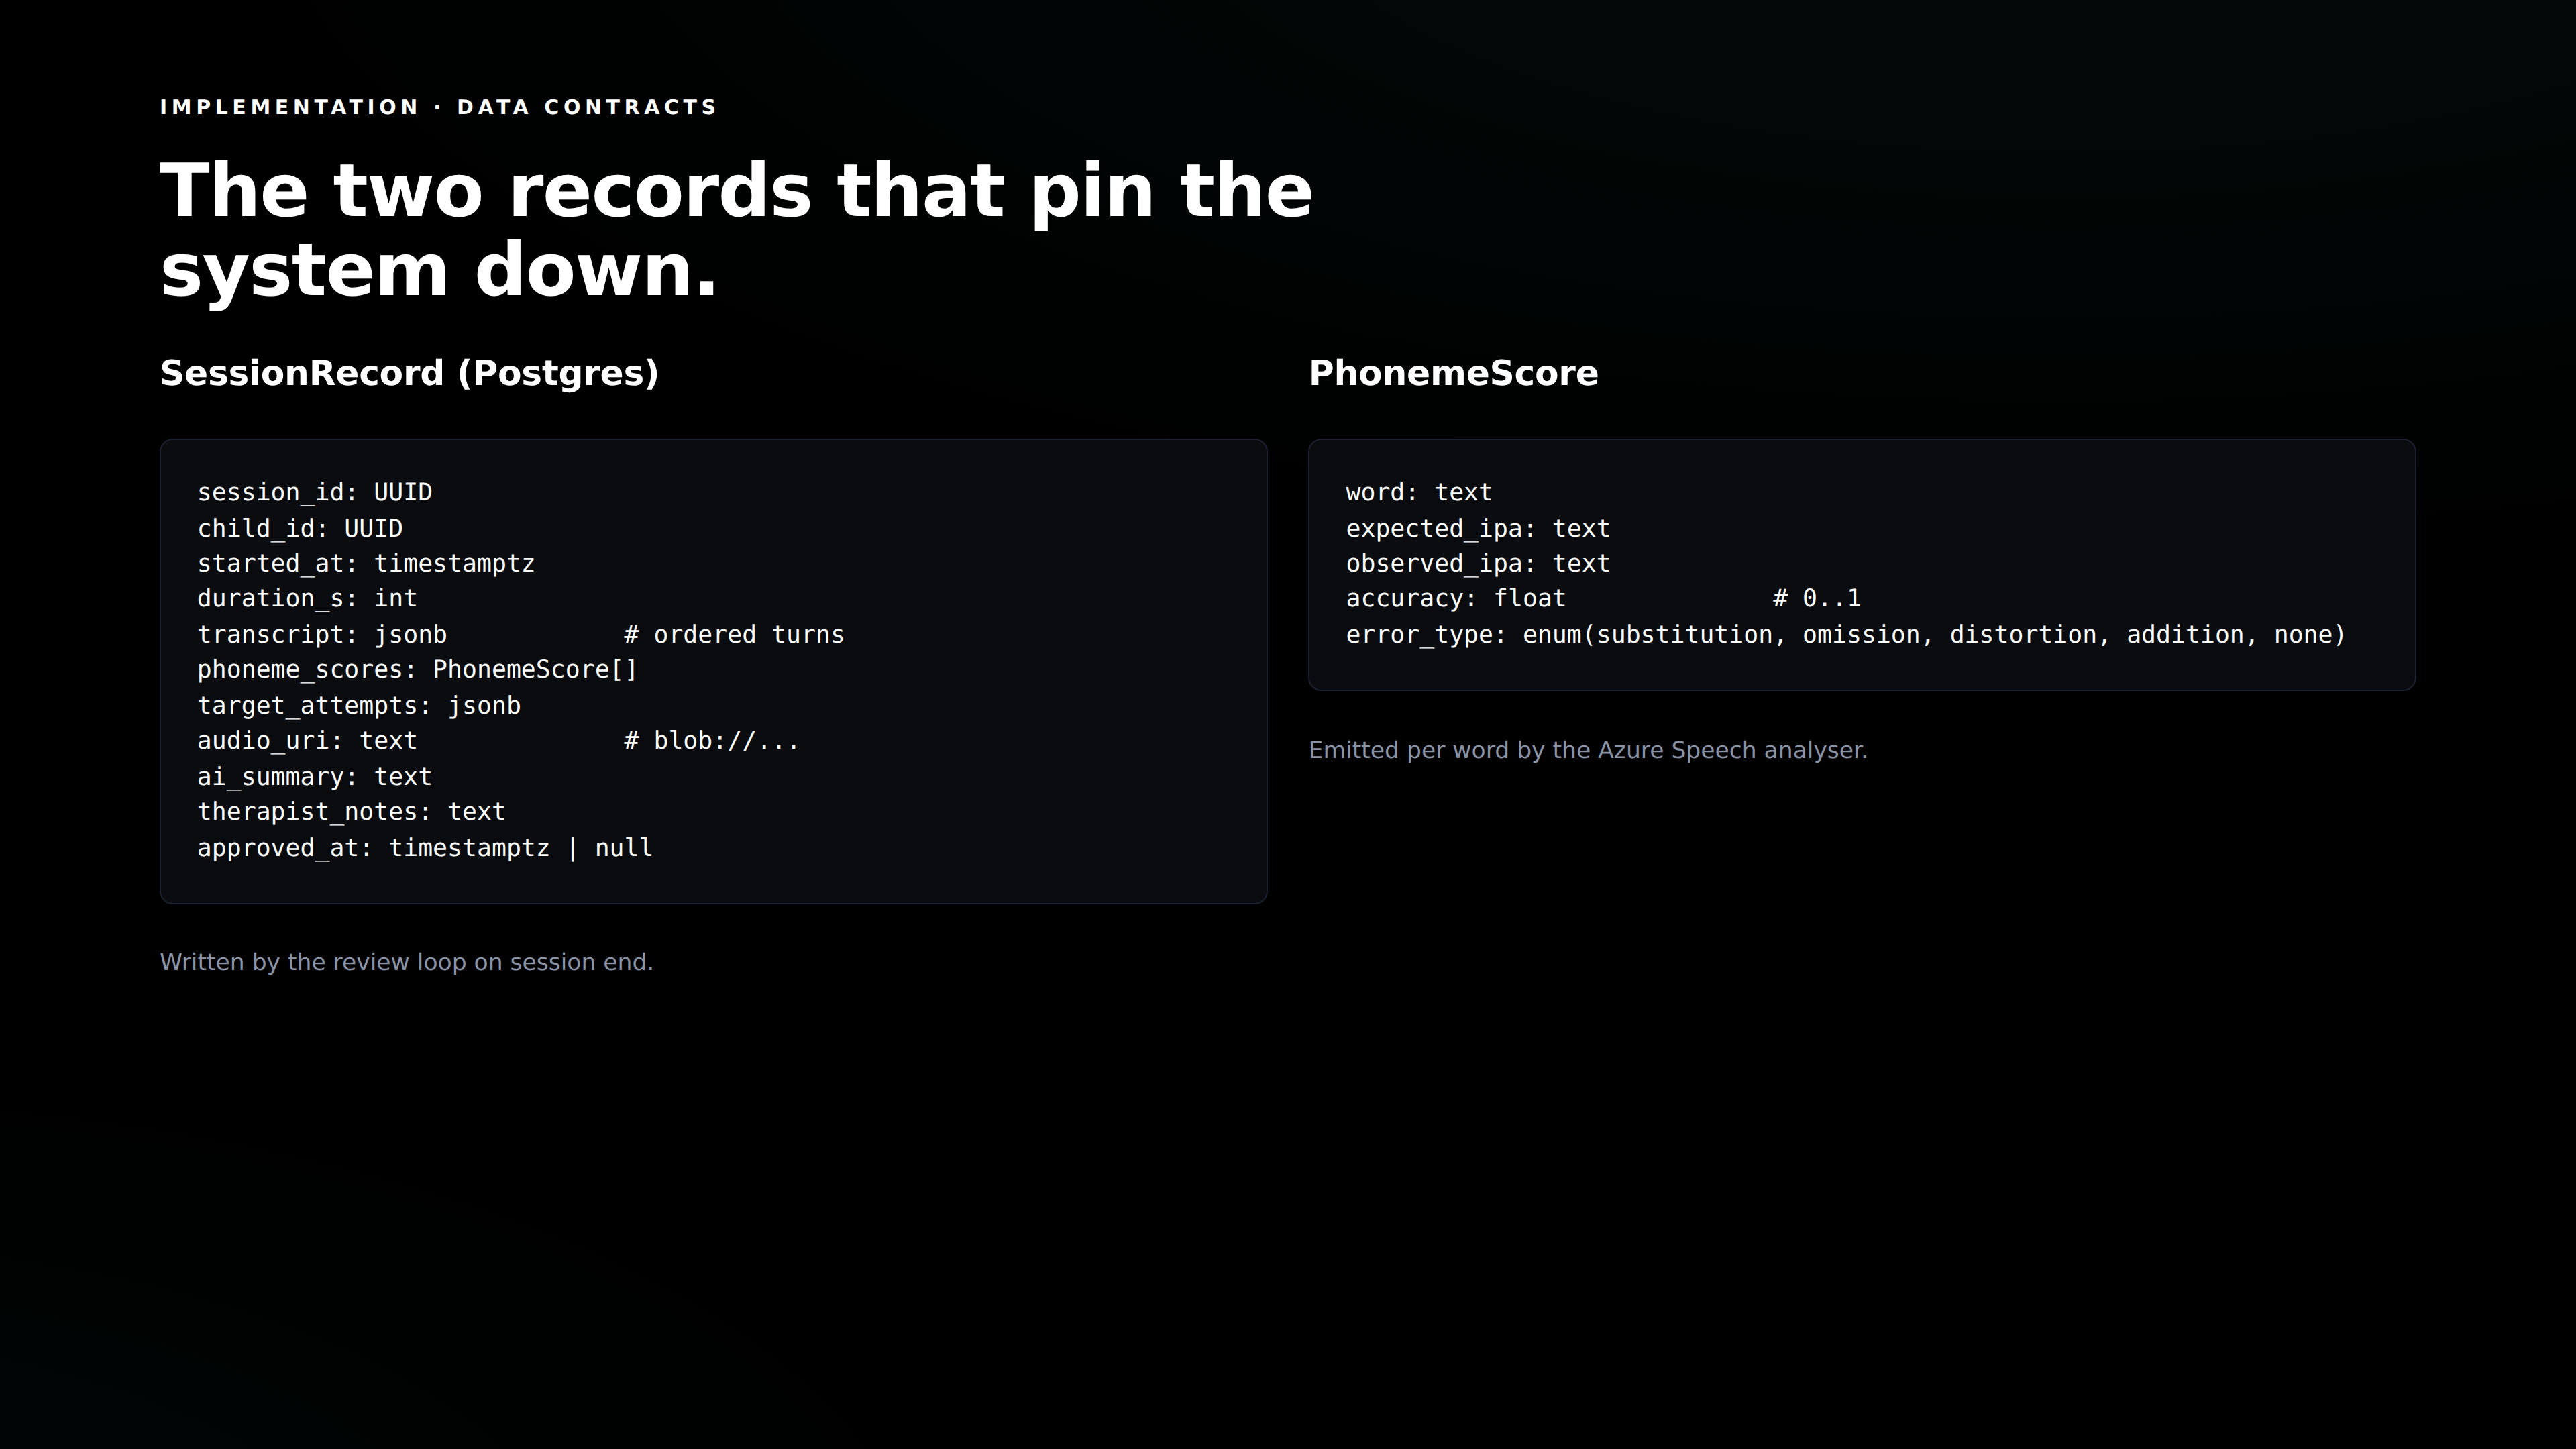 IMPLEMENTATION · DATA CONTRACTS
The two records that pin the
system down.
SessionRecord (Postgres)
session_id: UUID
child_id: UUID
started_at: timestamptz
duration_s: int
transcript: jsonb            # ordered turns
phoneme_scores: PhonemeScore[]
target_attempts: jsonb
audio_uri: text              # blob://...
ai_summary: text
therapist_notes: text
approved_at: timestamptz | null
Written by the review loop on session end.
PhonemeScore
word: text
expected_ipa: text
observed_ipa: text
accuracy: float              # 0..1
error_type: enum(substitution, omission, distortion, addition, none)
Emitted per word by the Azure Speech analyser.